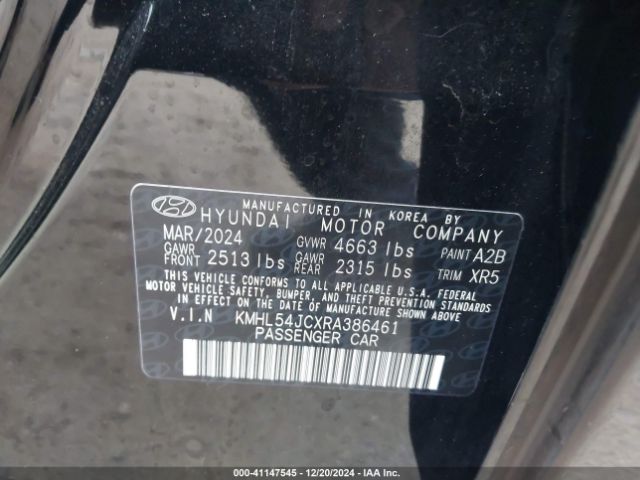 MANUFACTURED IN KOREA BY
HYUNDAI MOTOR COMPANY
MAR/2024 GVWR 4663 lbs PAINT A2B
GAWR FRONT 2513 lbs GAWR REAR 2315 lbs TRIM XR5
THIS VEHICLE CONFORMS TO ALL APPLICABLE U.S.A. FEDERAL
MOTOR VEHICLE SAFETY, BUMPER, AND THEFT PREVENTION STANDARDS
IN EFFECT ON THE DATE OF MANUFACTURE SHOWN ABOVE.
V.I.N KMHL54JCXRA386461
PASSENGER CAR
000-41147545 - 12/20/2024 - IAA Inc.